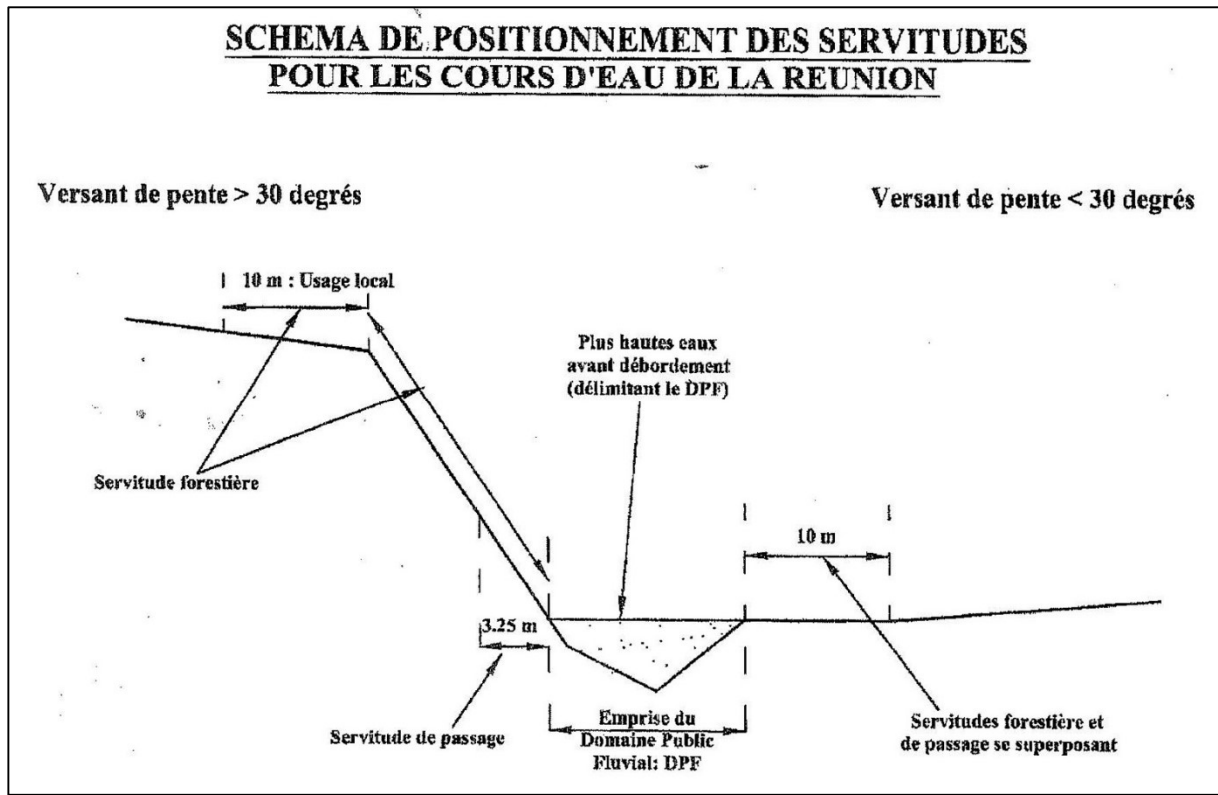 SCHEMA DE POSITIONNEMENT DES SERVITUDES
POUR LES COURS D'EAU DE LA REUNION
Versant de pente > 30 degrés
Versant de pente < 30 degrés
10 m : Usage local
Plus hautes eaux
avant débordement
(délimitant le DPF)
Servitude forestière
10 m
3.25 m
Servitude de passage
Emprise du
Domaine Public
Fluvial: DPF
Servitudes forestière et
de passage se superposant